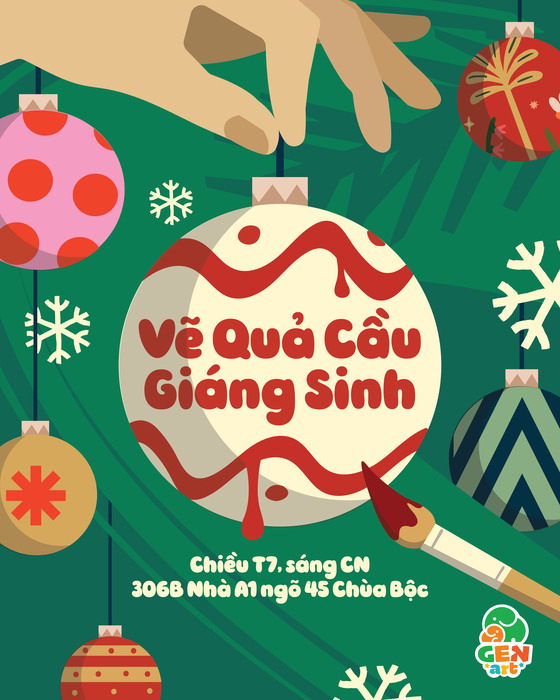 Vẽ Quả Cầu
Giáng Sinh
Chiều T7, sáng CN
306B Nhà A1 ngõ 45 Chùa Bộc
GEN
art